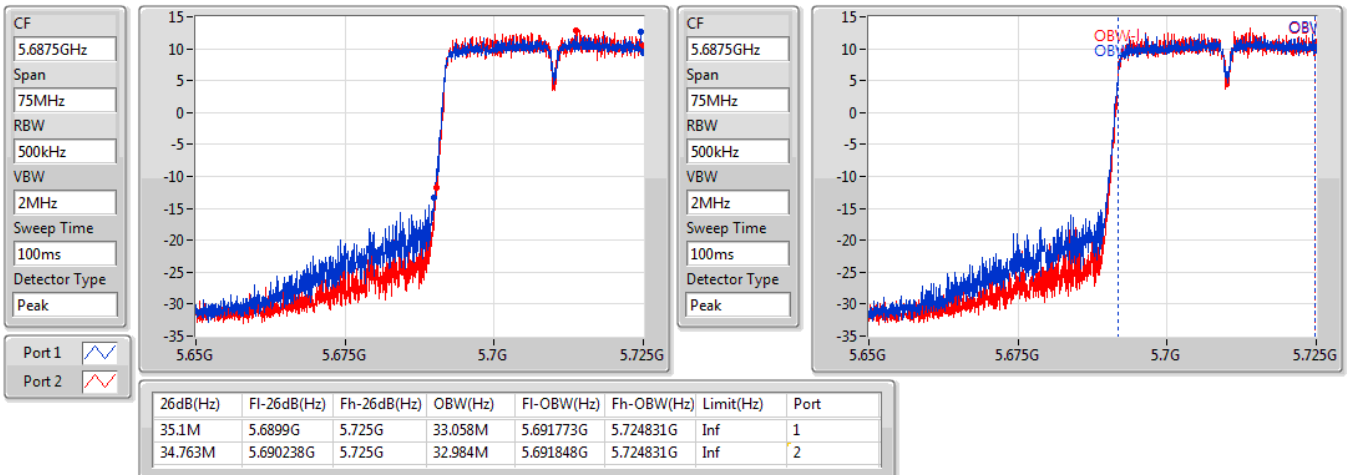 CF
5.6875GHz
Span
75MHz
RBW
500kHz
VBW
2MHz
Sweep Time
100ms
Detector Type
Peak
Port 1
Port 2
15
10
5
0
-5
-10
-15
-20
-25
-30
-35
5.65G 5.675G 5.7G 5.725G
CF
5.6875GHz
Span
75MHz
RBW
500kHz
VBW
2MHz
Sweep Time
100ms
Detector Type
Peak
15
10
5
0
-5
-10
-15
-20
-25
-30
-35
OBW
OBW
OBW
5.65G 5.675G 5.7G 5.725G
26dB(Hz) Fl-26dB(Hz) Fh-26dB(Hz) OBW(Hz) Fl-OBW(Hz) Fh-OBW(Hz) Limit(Hz) Port
35.1M 5.6899G 5.725G 33.058M 5.691773G 5.724831G Inf 1
34.763M 5.690238G 5.725G 32.984M 5.691848G 5.724831G Inf 2